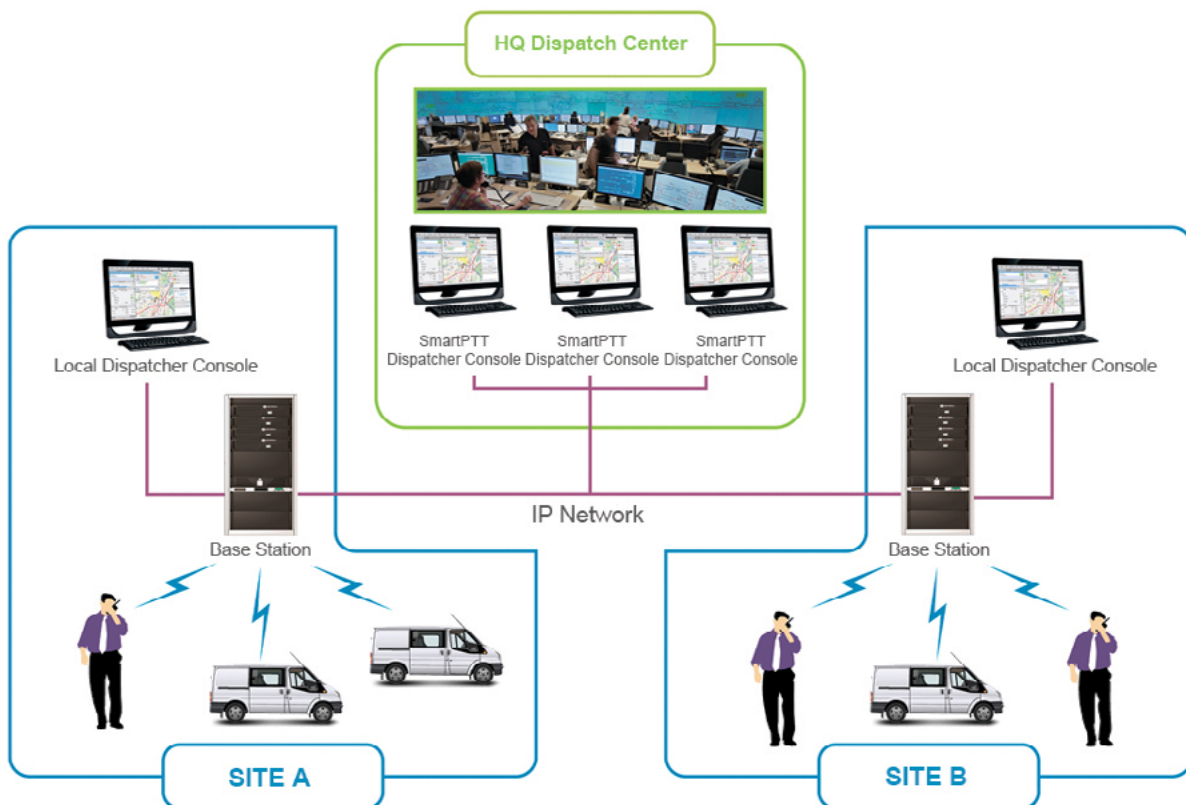 HQ Dispatch Center
SmartPTT
Dispatcher Console
SmartPTT
Dispatcher Console
SmartPTT
Dispatcher Console
Local Dispatcher Console
Local Dispatcher Console
IP Network
Base Station
Base Station
SITE A
SITE B